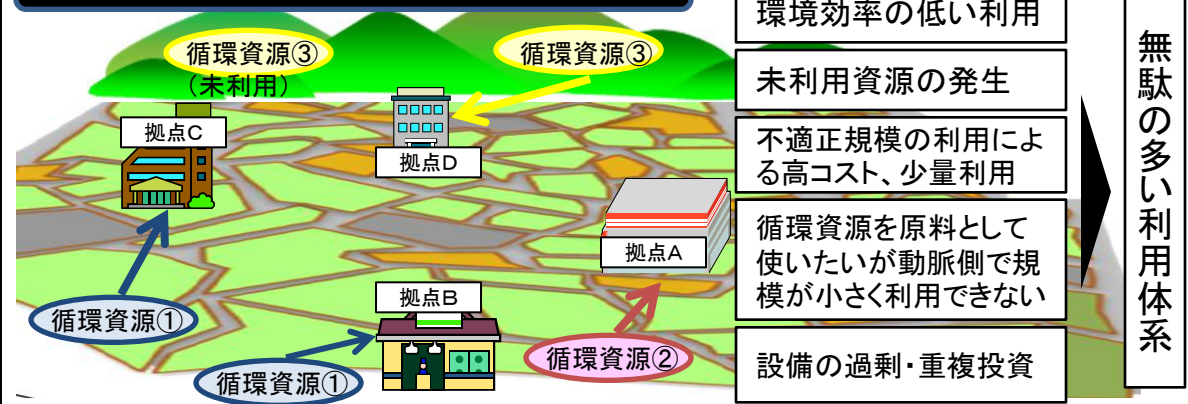 環境効率の低い利用
循環資源③
(未利用)
循環資源③
未利用資源の発生
拠点C
拠点D
不適正規模の利用によ
る高コスト、少量利用
拠点A
循環資源を原料として
使いたいが動脈側で規
模が小さく利用できない
拠点B
循環資源①
循環資源①
循環資源②
設備の過剰・重複投資
無駄の多い利用体系